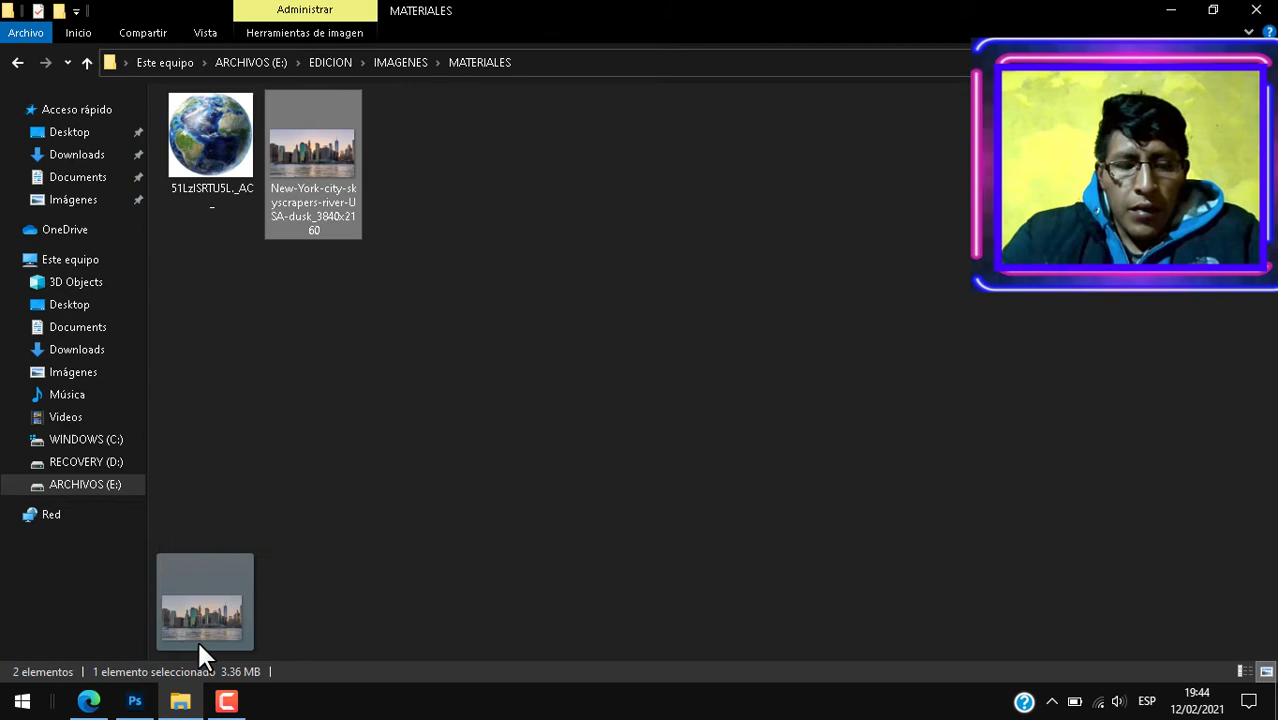 Administrar
MATERIALES
Archivo
Inicio
Compartir
Vista
Herramientas de imagen
Este equipo
ARCHIVOS (E:)
EDICION
IMAGENES
MATERIALES
Acceso rápido
Desktop
Downloads
Documents
Imágenes
OneDrive
Este equipo
3D Objects
Desktop
Documents
Downloads
Imágenes
Música
Videos
WINDOWS (C:)
RECOVERY (D:)
ARCHIVOS (E:)
Red
New-York-city-sk
yscrapers-river-U
SA-dusk_3840x21
60
2 elementos
1 elemento seleccionado
3.36 MB
Ps
ESP
19:44
12/02/2021